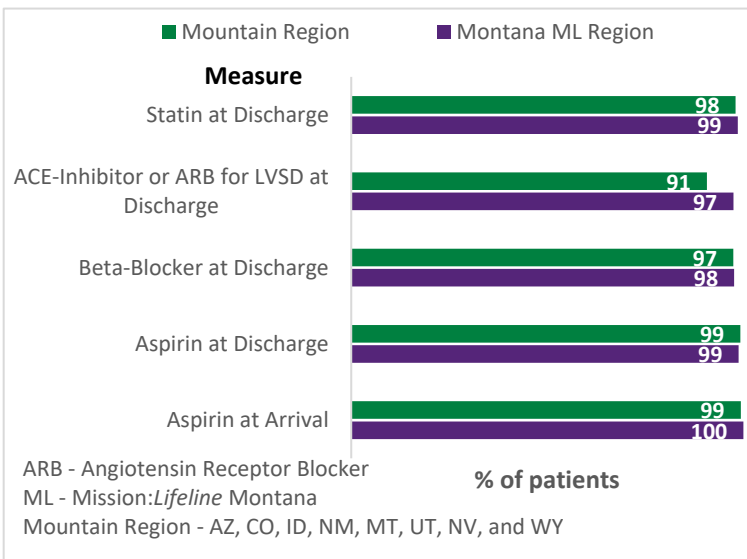 Mountain Region
Montana ML Region
Measure
Statin at Discharge
98
99
ACE-Inhibitor or ARB for LVSD at
Discharge
91
97
Beta-Blocker at Discharge
97
98
Aspirin at Discharge
99
99
Aspirin at Arrival
99
100
ARB - Angiotensin Receptor Blocker
% of patients
ML - Mission:Lifeline Montana
Mountain Region - AZ, CO, ID, NM, MT, UT, NV, and WY